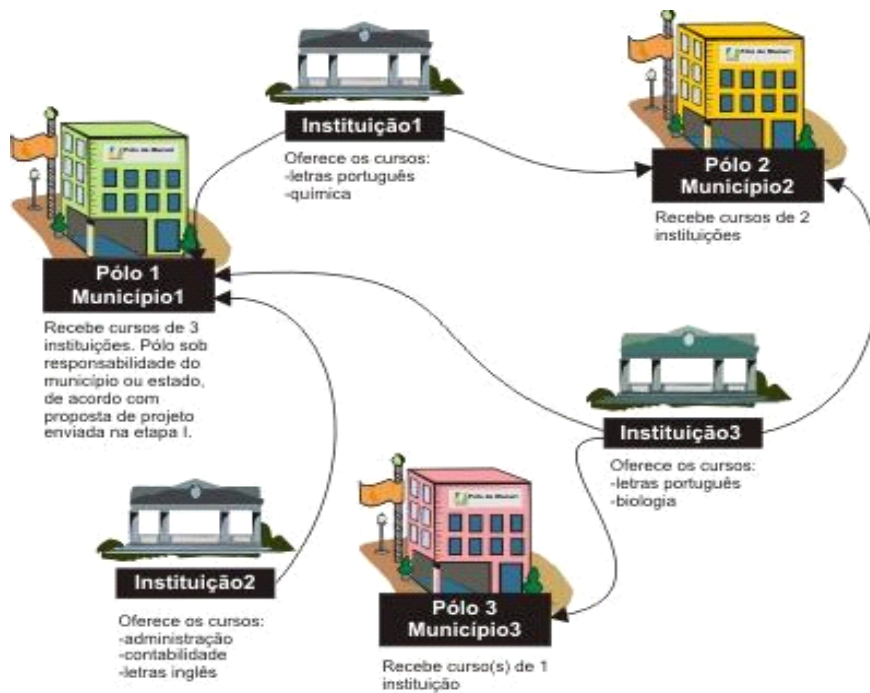 Instituição1
Oferece os cursos:
-letras português
-química
Pólo 2
Município2
Recebe cursos de 2
instituições
Pólo 1
Município1
Recebe cursos de 3
instituições. Pólo sob
responsabilidade do
município ou estado,
de acordo com
proposta de projeto
enviada na etapa I.
Instituição3
Oferece os cursos:
-letras português
-biologia
Instituição2
Oferece os cursos:
-administração
-contabilidade
-letras inglês
Pólo 3
Município3
Recebe curso(s) de 1
instituição